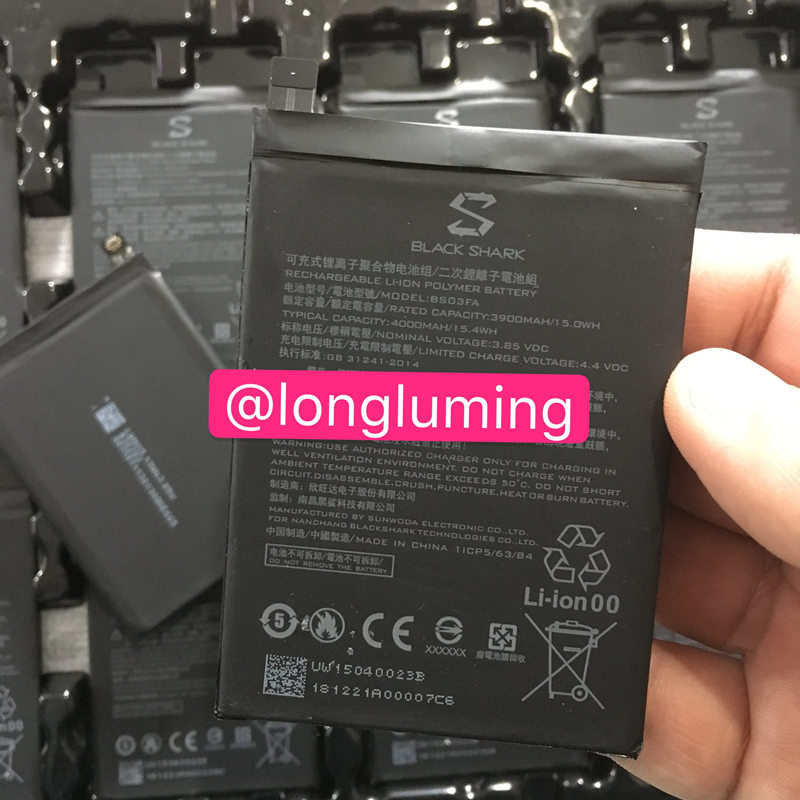 BLACK SHARK
可充式锂离子聚合物电池组/二次鋰離子電池組
RECHARGEABLE LI-ION POLYMER BATTERY
电池型号/電池型號/MODEL:BS03FA
额定容量/額定容量/RATED CAPACITY:3900MAH/15.0WH
TYPICAL CAPACITY:4000MAH/15.4WH
标称电压/標稱電壓/NOMINAL VOLTAGE:3.85 VDC
充电限制电压/充電限制電壓/LIMITED CHARGE VOLTAGE:4.4 VDC
执行标准:GB 31241-2014
@longluming
WARNING:USE AUTHORIZED CHARGER ONLY FOR CHARGING IN
WELL VENTILATION ENVIRONMENT. DO NOT CHARGE WHEN
AMBIENT TEMPERATURE RANGE EXCEEDS 50℃. DO NOT SHORT
CIRCUIT,DISASSEMBLE,CRUSH,PUNCTURE,HEAT OR BURN BATTERY.
制造商:欣旺达电子股份有限公司
监制:南昌黑鲨科技有限公司
MANUFACTURED BY SUNWODA ELECTRONIC CO.,LTD.
FOR NANCHANG BLACKSHARK TECHNOLOGIES CO.,LTD.
中国制造/中國製造/MADE IN CHINA 1ICP5/63/84
电池不可拆卸/電池不可拆卸/
DO NOT REMOVE THE BATTERY
Li-ion00
5
CE
XXXXXX
廢電池請回收
UW15040023B
181221A00007C6